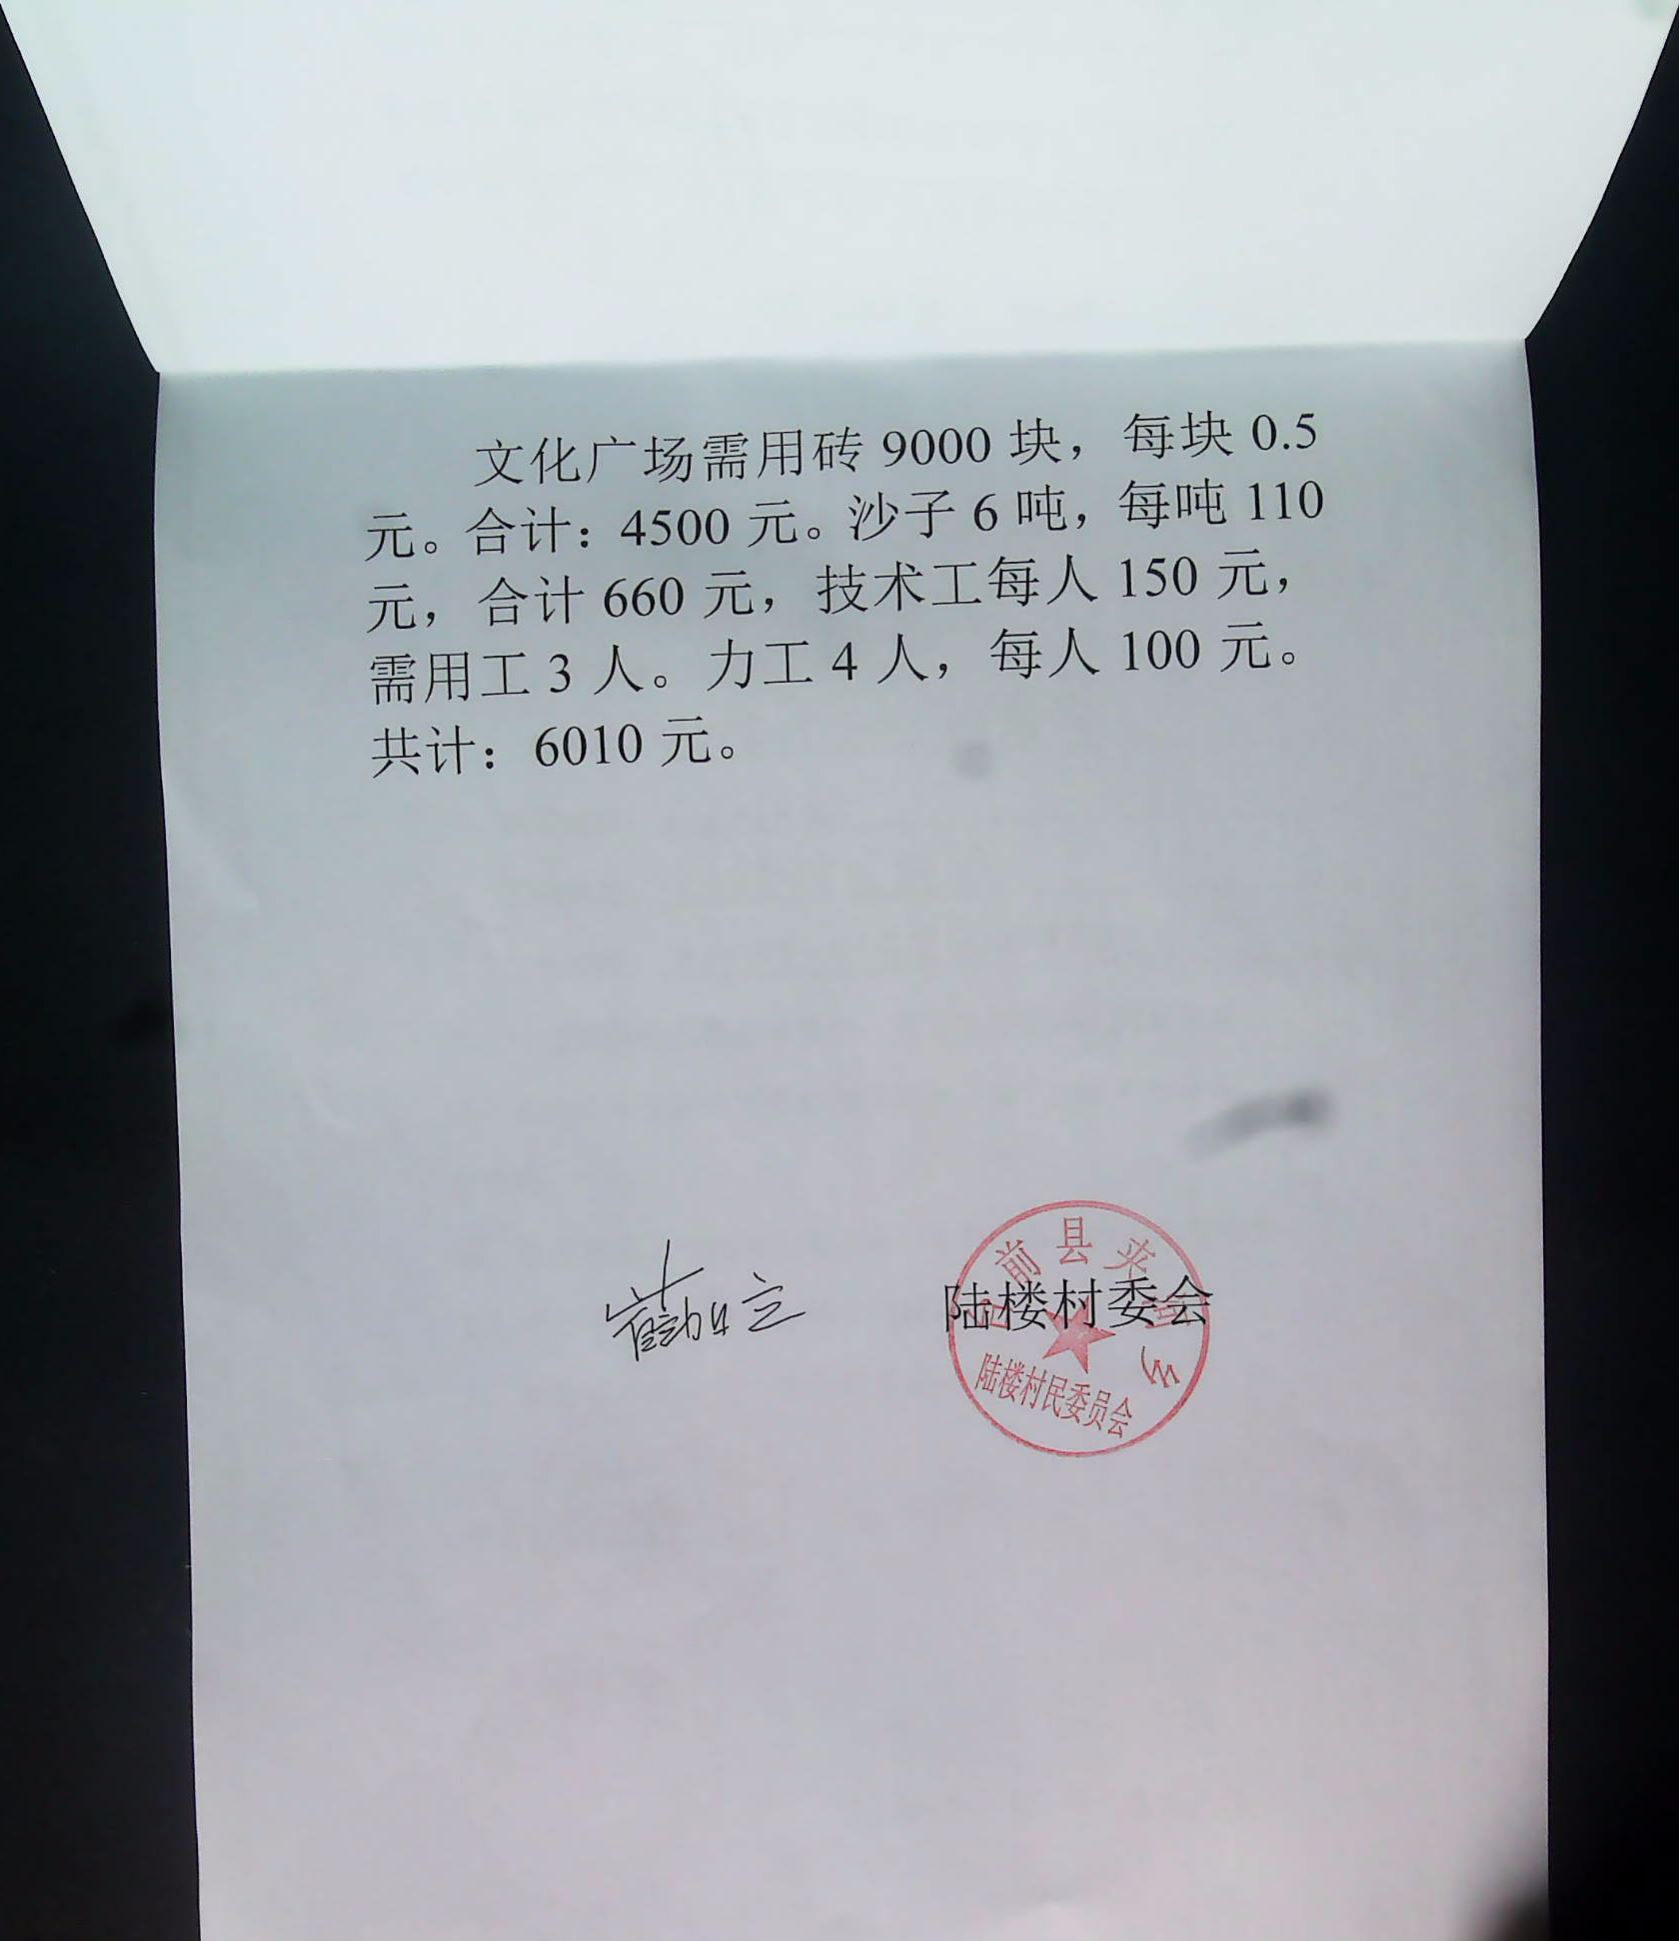 文化广场需用砖 9000 块，每块 0.5
元。合计：4500 元。沙子 6 吨，每吨 110
元，合计 660 元，技术工每人 150 元，
需用工 3 人。力工 4 人，每人 100 元。
共计：6010 元。
陆楼村委会
前县夹
乡
陆楼村民委员会